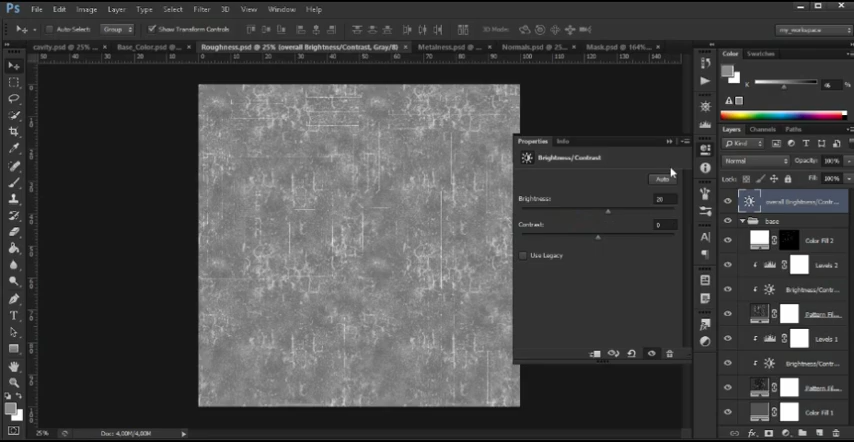 Ps File Edit Image Layer Type Select Filter 3D View Window Help
Auto-Select: Group Show Transform Controls 3D Mode: my_workspace
cavity.psd @ 25% ... Base_Color.psd ... Roughness.psd @ 25% (overall Brightness/Contrast, Gray/8) Metalness.psd ... Normals.psd @ 25... Mask.psd @ 164%...
Color Swatches
K 46 %
Properties Info
Brightness/Contrast
Auto
Brightness: 20
Contrast: 0
Use Legacy
Layers Channels Paths
Kind
Normal Opacity: 100%
Lock: Fill: 100%
overall Brightness/Contr...
base
Color Fill 2
Levels 2
Brightness/Contr...
Pattern Fill...
Levels 1
Brightness/Contr...
Pattern Fill...
Color Fill 1
25% Doc: 4,00M/4,00M